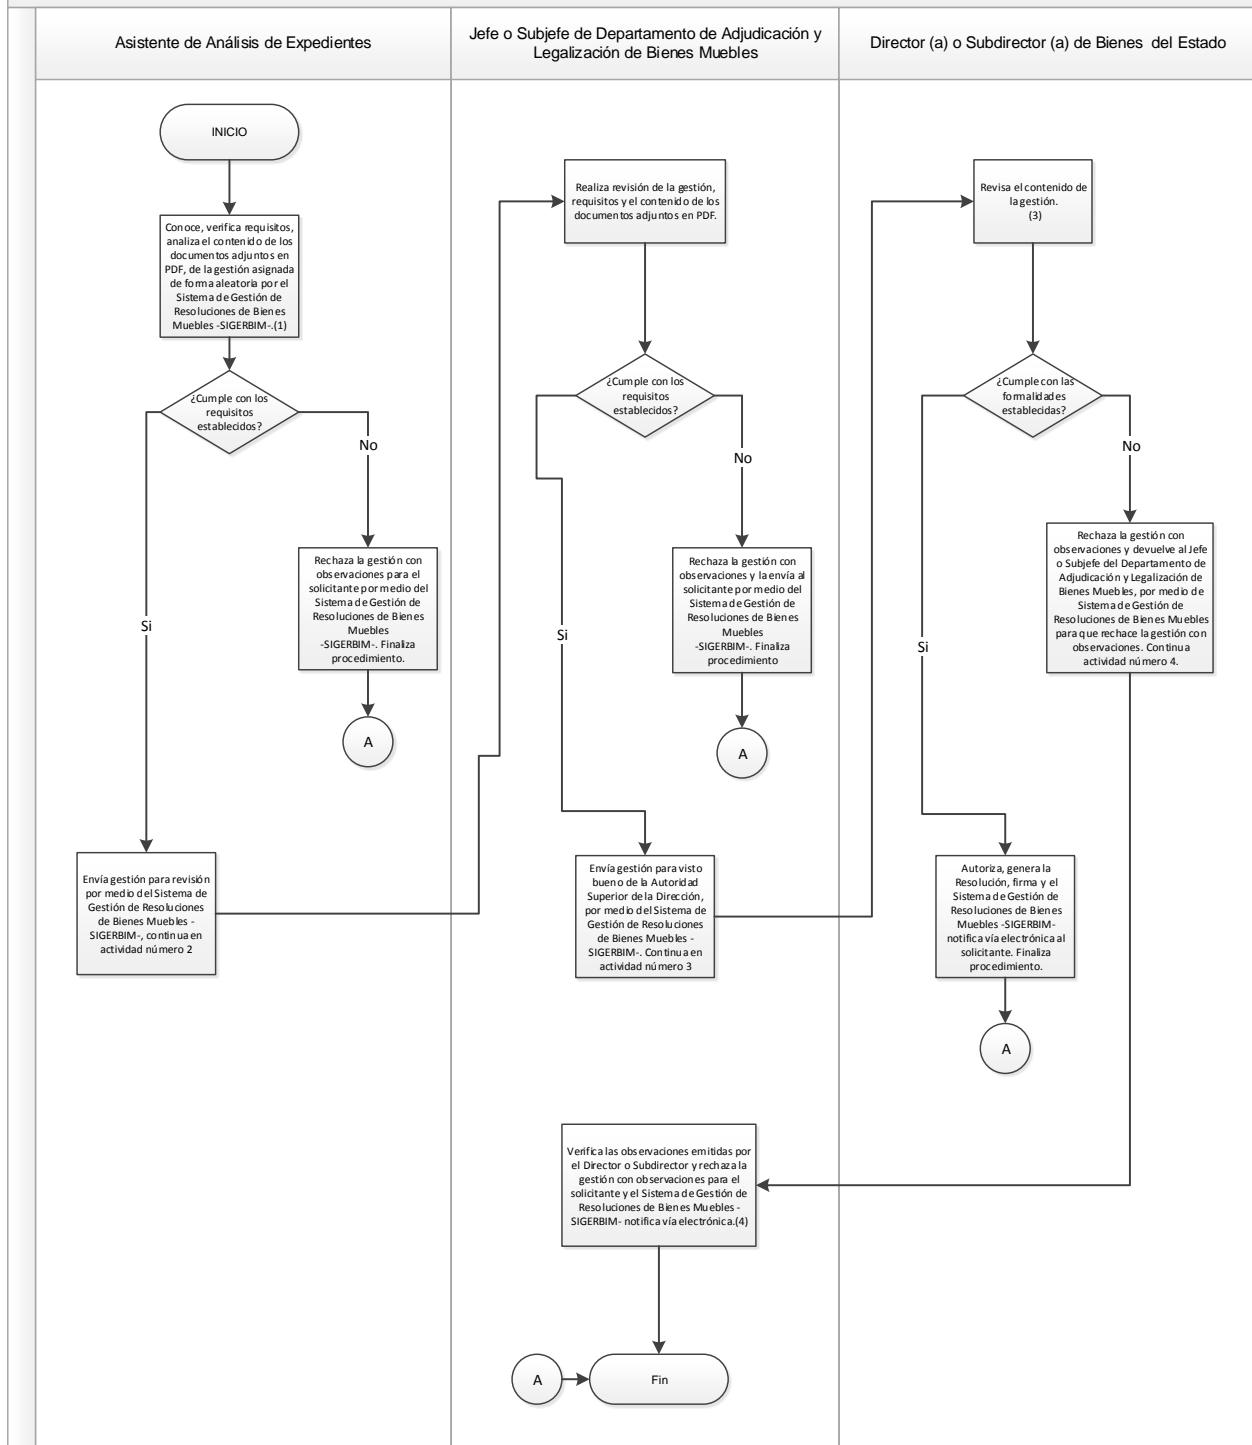 Asistente de Análisis de Expedientes
Jefe o Subjefe de Departamento de Adjudicación y
Legalización de Bienes Muebles
Director (a) o Subdirector (a) de Bienes del Estado
INICIO
Conoce, verifica requisitos,
analiza el contenido de los
documentos adjuntos en
PDF, de la gestión asignada
de forma aleatoria por el
Sistema de Gestión de
Resoluciones de Bienes
Muebles -SIGERBIM-.(1)
¿Cumple con los
requisitos
establecidos?
No
Si
Rechaza la gestión con
observaciones para el
solicitante por medio del
Sistema de Gestión de
Resoluciones de Bienes
Muebles
-SIGERBIM-. Finaliza
procedimiento.
A
Envía gestión para revisión
por medio del Sistema de
Gestión de Resoluciones
de Bienes Muebles -
SIGERBIM-, continua en
actividad número 2
Realiza revisión de la gestión,
requisitos y el contenido de los
documentos adjuntos en PDF.
¿Cumple con los
requisitos
establecidos?
No
Si
Rechaza la gestión con
observaciones y la envía al
solicitante por medio del
Sistema de Gestión de
Resoluciones de Bienes
Muebles
-SIGERBIM-. Finaliza
procedimiento
A
Envía gestión para visto
bueno de la Autoridad
Superior de la Dirección,
por medio del Sistema de
Gestión de Resoluciones
de Bienes Muebles -
SIGERBIM-. Continua en
actividad número 3
Revisa el contenido de
la gestión.
(3)
¿Cumple con las
formalidades
establecidas?
No
Si
Rechaza la gestión con
observaciones y devuelve al Jefe
o Subjefe del Departamento de
Adjudicación y Legalización de
Bienes Muebles, por medio de
Sistema de Gestión de
Resoluciones de Bienes Muebles
para que rechace la gestión con
observaciones. Continua
actividad número 4.
Autoriza, genera la
Resolución, firma y el
Sistema de Gestión de
Resoluciones de Bienes
Muebles -SIGERBIM-
notifica vía electrónica al
solicitante. Finaliza
procedimiento.
A
Verifica las observaciones emitidas por
el Director o Subdirector y rechaza la
gestión con observaciones para el
solicitante y el Sistema de Gestión de
Resoluciones de Bienes Muebles -
SIGERBIM- notifica vía electrónica.(4)
A
Fin